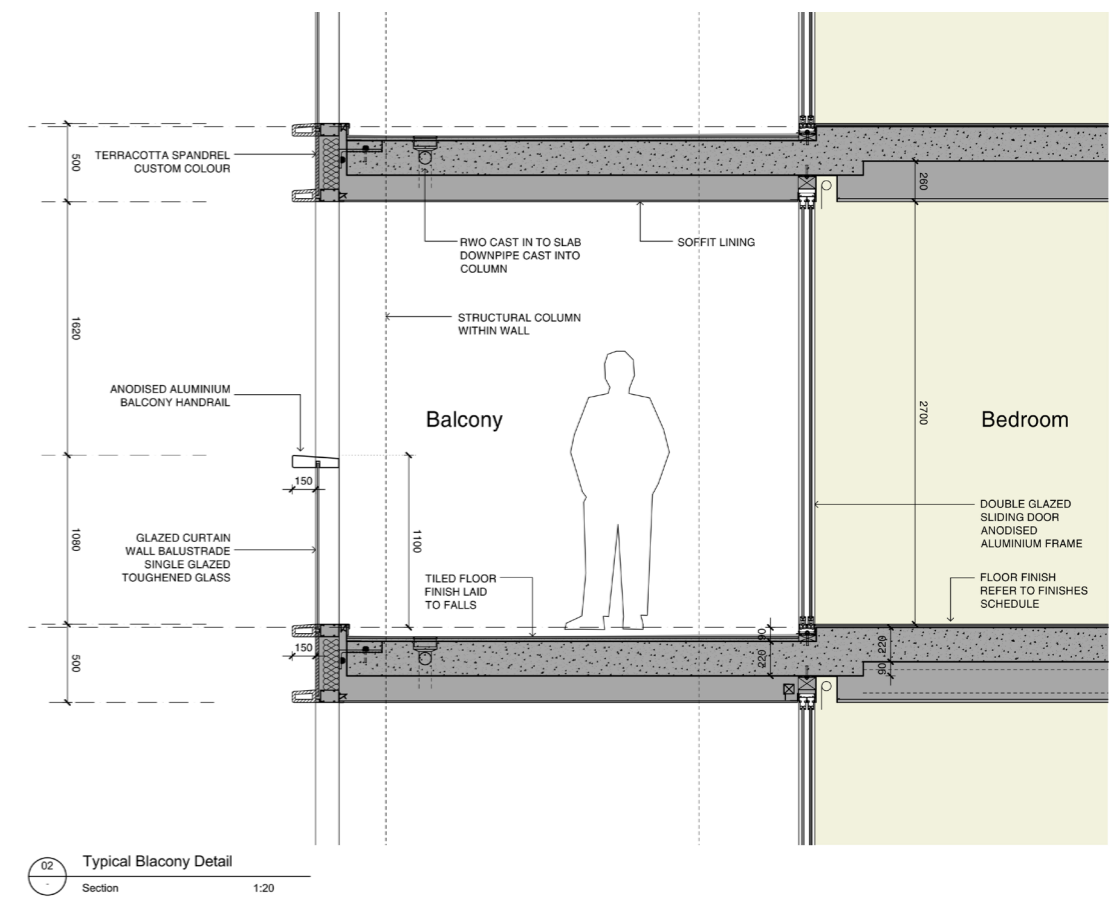 500
TERRACOTTA SPANDREL
CUSTOM COLOUR
260
RWO CAST IN TO SLAB
DOWNPIPE CAST INTO
COLUMN
SOFFIT LINING
1620
STRUCTURAL COLUMN
WITHIN WALL
ANODISED ALUMINIUM
BALCONY HANDRAIL
Balcony
2700
Bedroom
150
1080
GLAZED CURTAIN
WALL BALUSTRADE
SINGLE GLAZED
TOUGHENED GLASS
1100
DOUBLE GLAZED
SLIDING DOOR
ANODISED
ALUMINIUM FRAME
TILED FLOOR
FINISH LAID
TO FALLS
FLOOR FINISH
REFER TO FINISHES
SCHEDULE
150
500
90
220
220
90
02
-
Typical Blacony Detail
Section 1:20